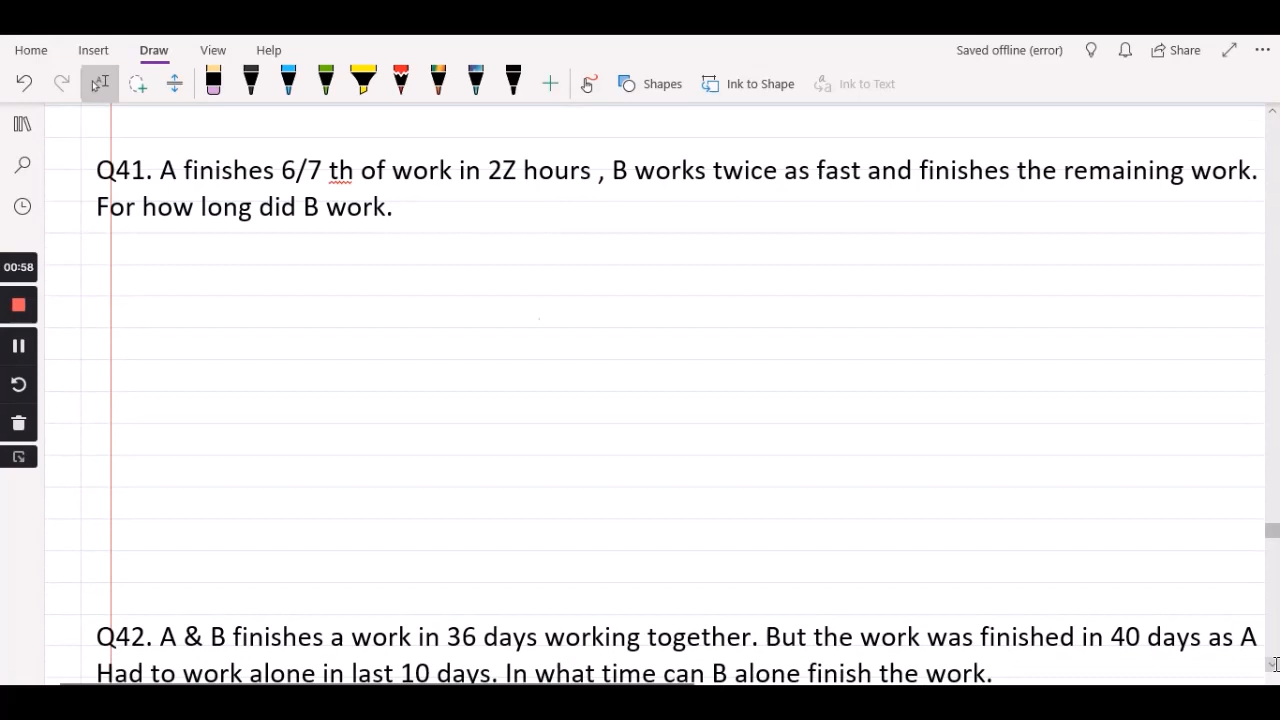 Home Insert Draw View Help Saved offline (error) Share
Shapes Ink to Shape Ink to Text
Q41. A finishes 6/7 th of work in 2Z hours , B works twice as fast and finishes the remaining work.
For how long did B work.
00:58
Q42. A & B finishes a work in 36 days working together. But the work was finished in 40 days as A
Had to work alone in last 10 days. In what time can B alone finish the work.